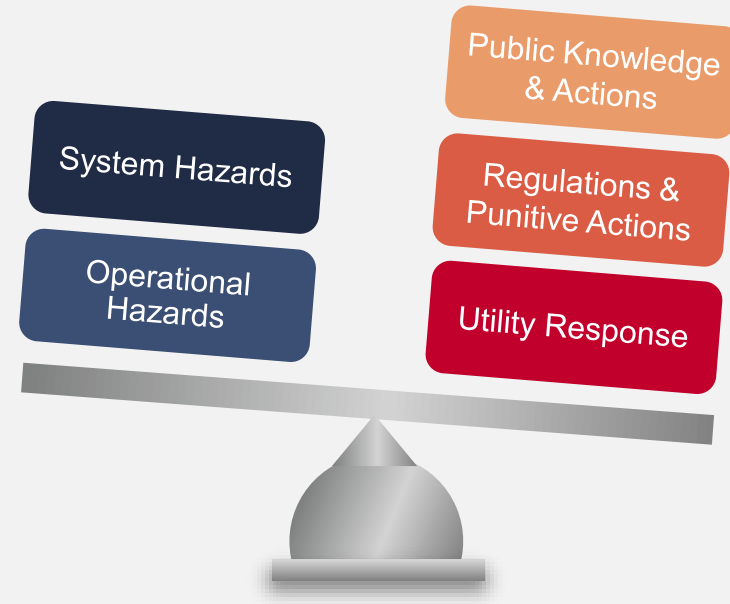 System Hazards
Operational
Hazards
Public Knowledge
& Actions
Regulations &
Punitive Actions
Utility Response